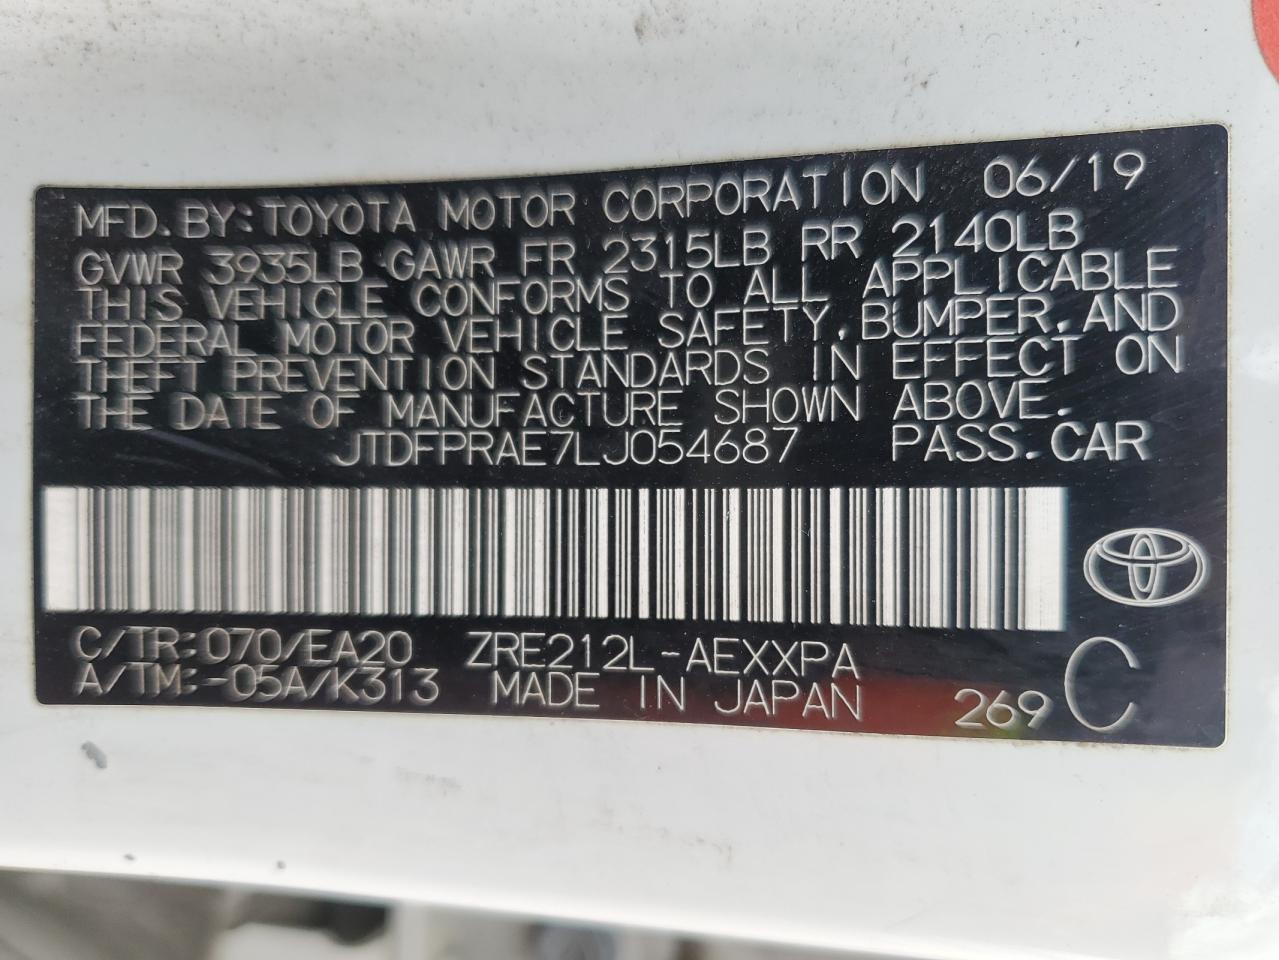 MFD. BY: TOYOTA MOTOR CORPORATION 06/19
GVWR 3935LB GAWR FR 2315LB RR 2140LB
THIS VEHICLE CONFORMS TO ALL APPLICABLE
FEDERAL MOTOR VEHICLE SAFETY, BUMPER, AND
THEFT PREVENTION STANDARDS IN EFFECT ON
THE DATE OF MANUFACTURE SHOWN ABOVE.
JTDFPRAE7LJ054687 PASS. CAR
C/TR: 070/EA20 ZRE212L-AEXXPA
A/TM: -05A/K313 MADE IN JAPAN 269 C